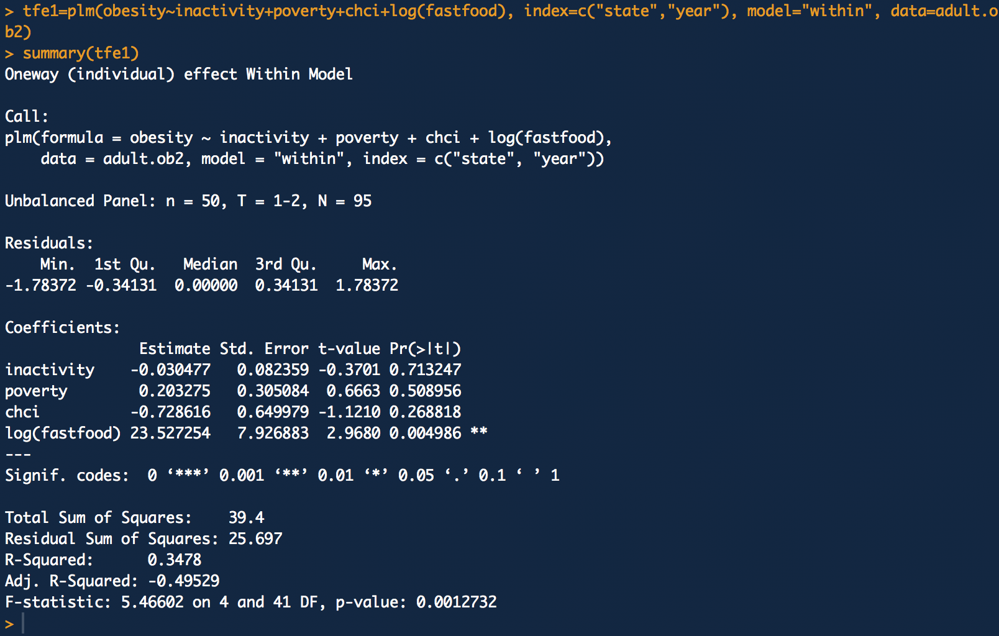 > tfe1=plm(obesity~inactivity+poverty+chci+log(fastfood), index=c("state","year"), model="within", data=adult.o
b2)
> summary(tfe1)
Oneway (individual) effect Within Model
Call:
plm(formula = obesity ~ inactivity + poverty + chci + log(fastfood),
    data = adult.ob2, model = "within", index = c("state", "year"))
Unbalanced Panel: n = 50, T = 1-2, N = 95
Residuals:
    Min.  1st Qu.   Median  3rd Qu.     Max.
-1.78372 -0.34131  0.00000  0.34131  1.78372
Coefficients:
               Estimate Std. Error t-value Pr(>|t|)
inactivity    -0.030477   0.082359 -0.3701 0.713247
poverty        0.203275   0.305084  0.6663 0.508956
chci          -0.728616   0.649979 -1.1210 0.268818
log(fastfood) 23.527254   7.926883  2.9680 0.004986 **
---
Signif. codes:  0 ‘***’ 0.001 ‘**’ 0.01 ‘*’ 0.05 ‘.’ 0.1 ‘ ’ 1
Total Sum of Squares:    39.4
Residual Sum of Squares: 25.697
R-Squared:      0.3478
Adj. R-Squared: -0.49529
F-statistic: 5.46602 on 4 and 41 DF, p-value: 0.0012732
>